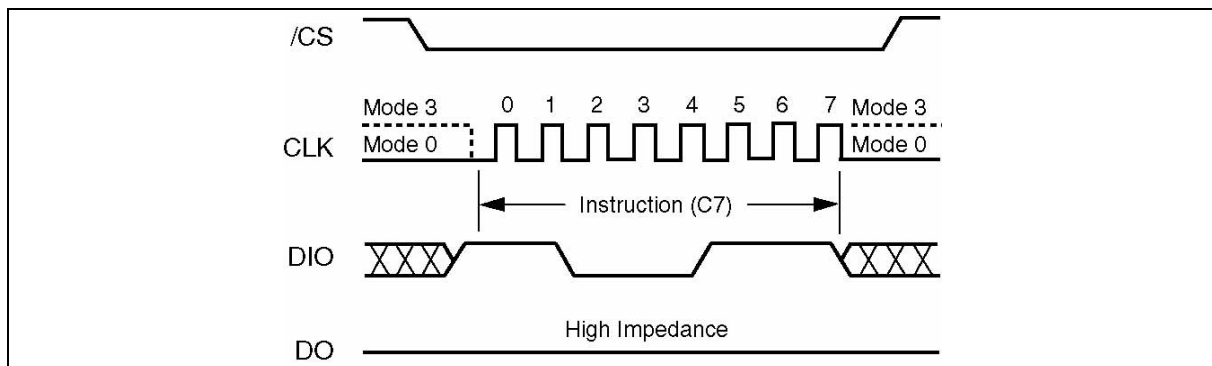 /CS
Mode 3 0 1 2 3 4 5 6 7 Mode 3
CLK Mode 0 Mode 0
Instruction (C7)
DIO
High Impedance
DO